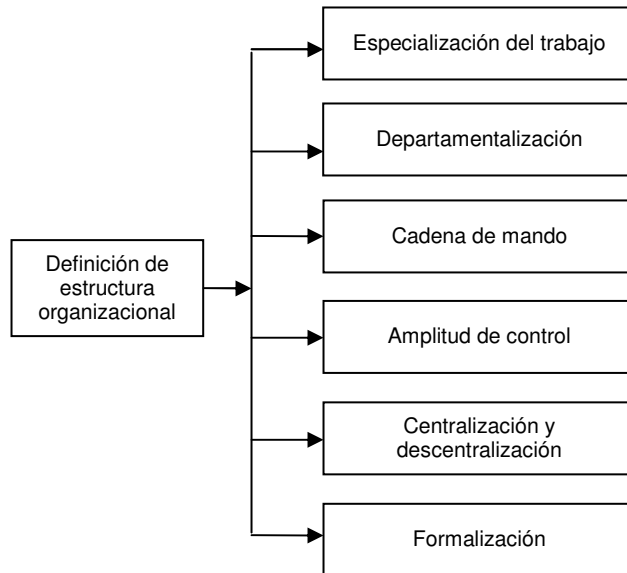 Especialización del trabajo
Departamentalización
Cadena de mando
Definición de
estructura
organizacional
Amplitud de control
Centralización y
descentralización
Formalización